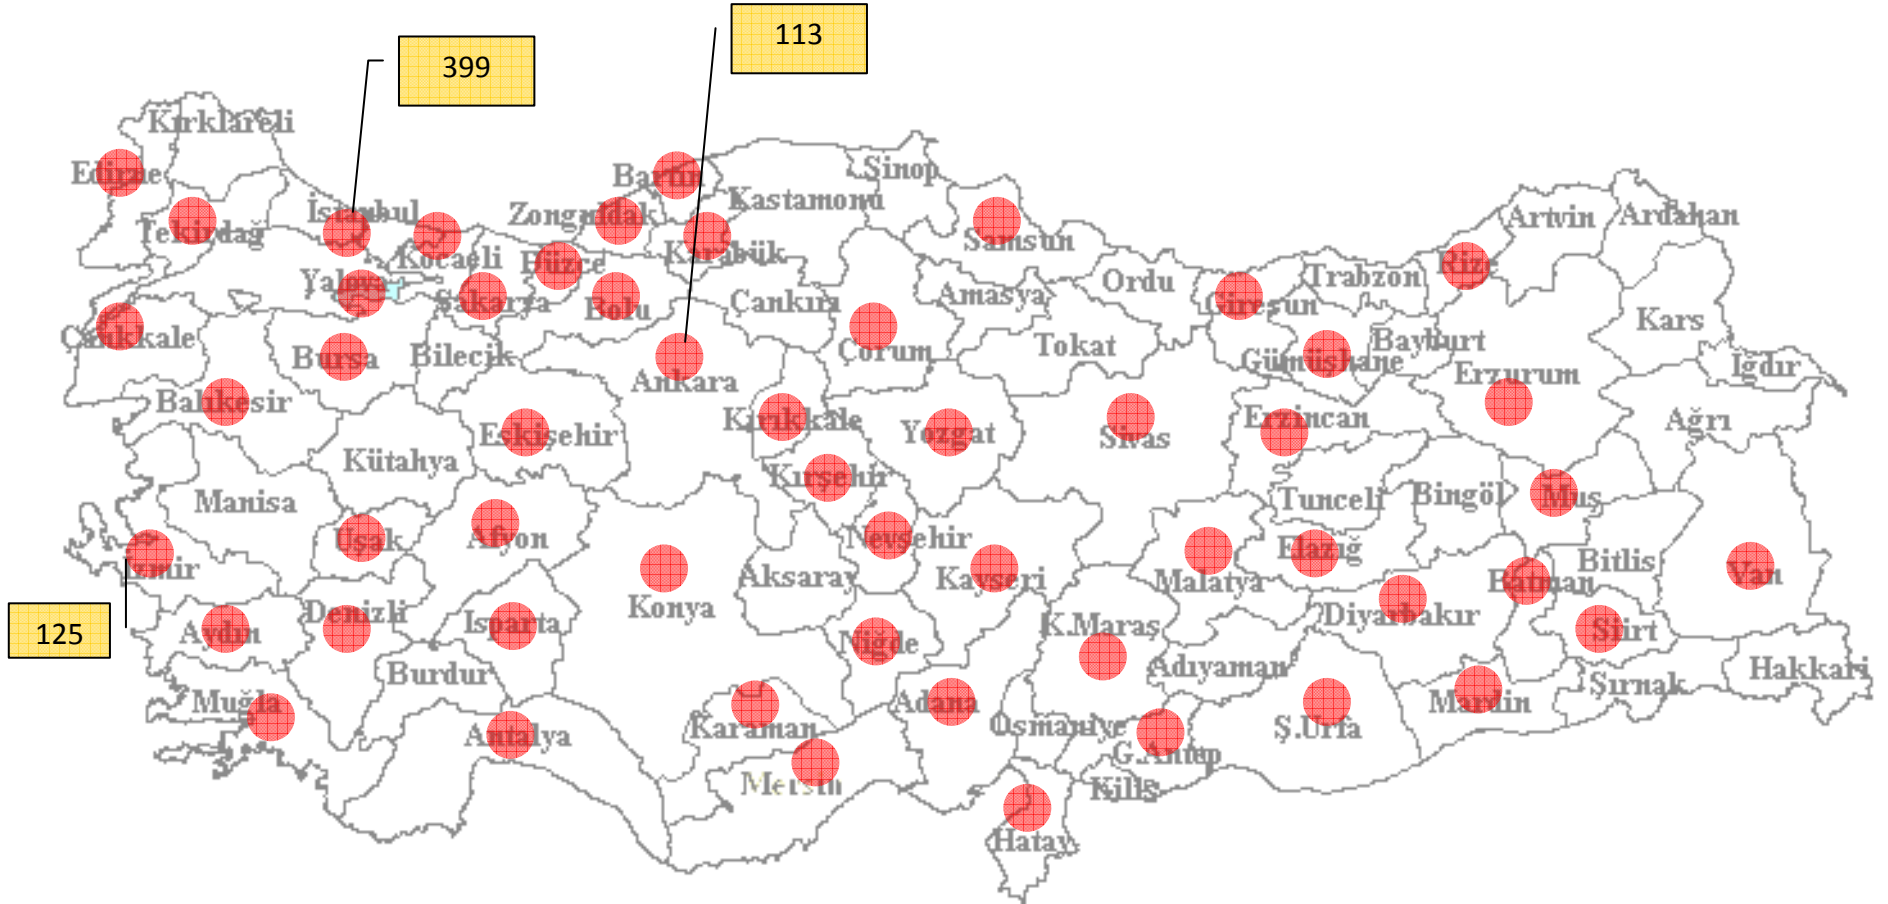 113
399
Kırklareli
Edirne
Tekirdağ
İstanbul
Kocaeli
Yalova
Sakarya
Düzce
Zonguldak
Bartın
Karabük
Kastamonu
Sinop
Samsun
Bolu
Çankırı
Amasya
Ordu
Giresun
Trabzon
Rize
Artvin
Ardahan
Çankkale
Bursa
Bilecik
Ankara
Çorum
Tokat
Gümüşhane
Bayburt
Kars
Iğdır
Erzurum
Balıkesir
Eskişehir
Kırıkkale
Yozgat
Sivas
Erzincan
Ağrı
Kütahya
Manisa
Kırşehir
Tunceli
Bingöl
Muş
Uşak
Afyon
Nevşehir
Elazığ
Bitlis
Van
İzmir
Konya
Aksaray
Kayseri
Malatya
Batman
125
Aydın
Denizli
Isparta
Niğde
K.Maraş
Diyarbakır
Siirt
Burdur
Adıyaman
Hakkari
Şırnak
Muğla
Antalya
Karaman
Adana
Osmaniye
Ş.Urfa
Mardin
G.Antep
Mersin
Kilis
Hatay